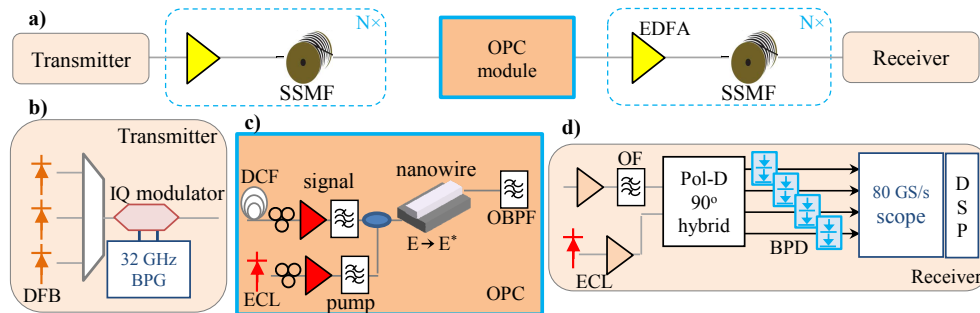 a)
Transmitter
N×
SSMF
OPC
module
EDFA
N×
SSMF
Receiver
b)
Transmitter
IQ modulator
32 GHz
BPG
DFB
c)
DCF
signal
nanowire
E → E*
OBPF
ECL
pump
OPC
d)
OF
Pol-D
90°
hybrid
BPD
80 GS/s
scope
D
S
P
ECL
Receiver